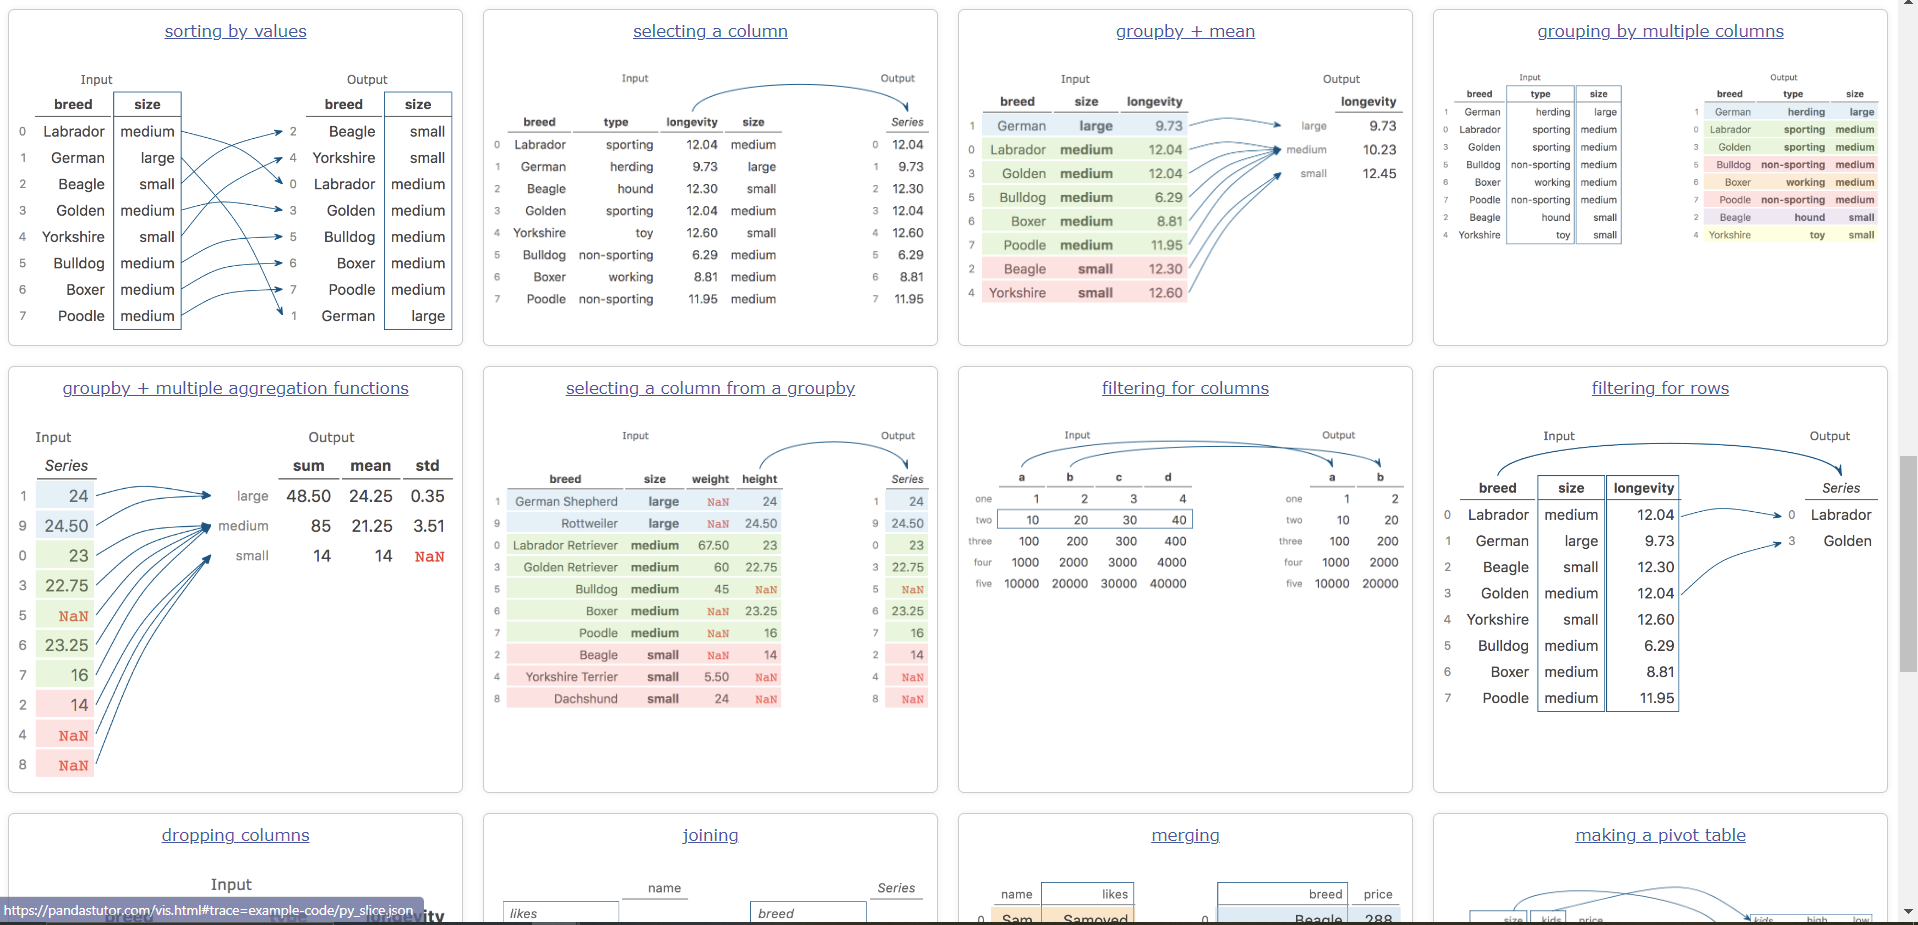 sorting by values
Input Output
breed size breed size
0 Labrador medium 2 Beagle small
1 German large 4 Yorkshire small
2 Beagle small 0 Labrador medium
3 Golden medium 3 Golden medium
4 Yorkshire small 5 Bulldog medium
5 Bulldog medium 6 Boxer medium
6 Boxer medium 7 Poodle medium
7 Poodle medium 1 German large
selecting a column
Input Output
breed type longevity size Series
0 Labrador sporting 12.04 medium 0 12.04
1 German herding 9.73 large 1 9.73
2 Beagle hound 12.30 small 2 12.30
3 Golden sporting 12.04 medium 3 12.04
4 Yorkshire toy 12.60 small 4 12.60
5 Bulldog non-sporting 6.29 medium 5 6.29
6 Boxer working 8.81 medium 6 8.81
7 Poodle non-sporting 11.95 medium 7 11.95
groupby + mean
Input Output
breed size longevity longevity
1 German large 9.73 large 9.73
0 Labrador medium 12.04 medium 10.23
3 Golden medium 12.04 small 12.45
5 Bulldog medium 6.29
6 Boxer medium 8.81
7 Poodle medium 11.95
2 Beagle small 12.30
4 Yorkshire small 12.60
grouping by multiple columns
Input Output
breed type size breed type size
1 German herding large 1 German herding large
0 Labrador sporting medium 0 Labrador sporting medium
3 Golden sporting medium 3 Golden sporting medium
5 Bulldog non-sporting medium 5 Bulldog non-sporting medium
6 Boxer working medium 6 Boxer working medium
7 Poodle non-sporting medium 7 Poodle non-sporting medium
2 Beagle hound small 2 Beagle hound small
4 Yorkshire toy small 4 Yorkshire toy small
groupby + multiple aggregation functions
Input Output
Series sum mean std
1 24 large 48.50 24.25 0.35
9 24.50 medium 85 21.25 3.51
0 23 small 14 14 NaN
3 22.75
5 NaN
6 23.25
7 16
2 14
4 NaN
8 NaN
selecting a column from a groupby
Input Output
breed size weight height Series
1 German Shepherd large NaN 24 1 24
9 Rottweiler large NaN 24.50 9 24.50
0 Labrador Retriever medium 67.50 23 0 23
3 Golden Retriever medium 60 22.75 3 22.75
5 Bulldog medium 45 NaN 5 NaN
6 Boxer medium NaN 23.25 6 23.25
7 Poodle medium NaN 16 7 16
2 Beagle small NaN 14 2 14
4 Yorkshire Terrier small 5.50 NaN 4 NaN
8 Dachshund small 24 NaN 8 NaN
filtering for columns
Input Output
a b c d a b
one 1 2 3 4 one 1 2
two 10 20 30 40 two 10 20
three 100 200 300 400 three 100 200
four 1000 2000 3000 4000 four 1000 2000
five 10000 20000 30000 40000 five 10000 20000
filtering for rows
Input Output
breed size longevity Series
0 Labrador medium 12.04 0 Labrador
1 German large 9.73 3 Golden
2 Beagle small 12.30
3 Golden medium 12.04
4 Yorkshire small 12.60
5 Bulldog medium 6.29
6 Boxer medium 8.81
7 Poodle medium 11.95
dropping columns
Input
breed type longevity
https://pandastutor.com/vis.html#trace=example-code/py_slice.json
joining
name Series
likes breed
merging
name likes breed price
0 Sam Samoyed 0 Beagle 288
making a pivot table
size kids price kids high low